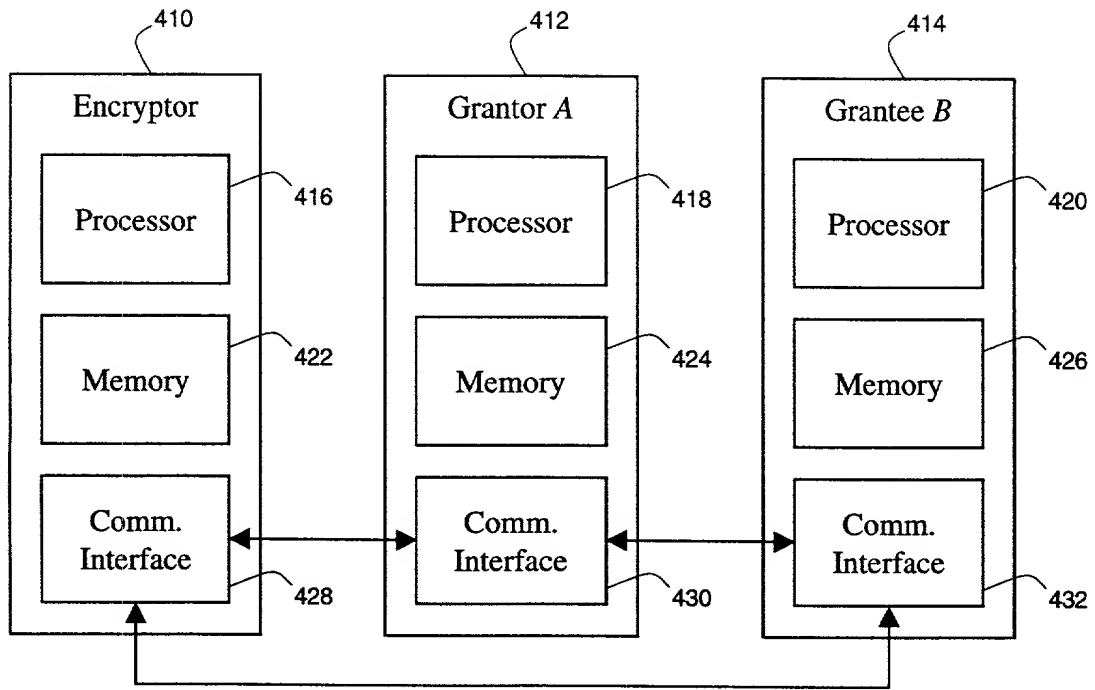 410
412
414
Encryptor
Grantor A
Grantee B
Processor
416
Processor
418
Processor
420
Memory
422
Memory
424
Memory
426
Comm.
Interface
428
Comm.
Interface
430
Comm.
Interface
432